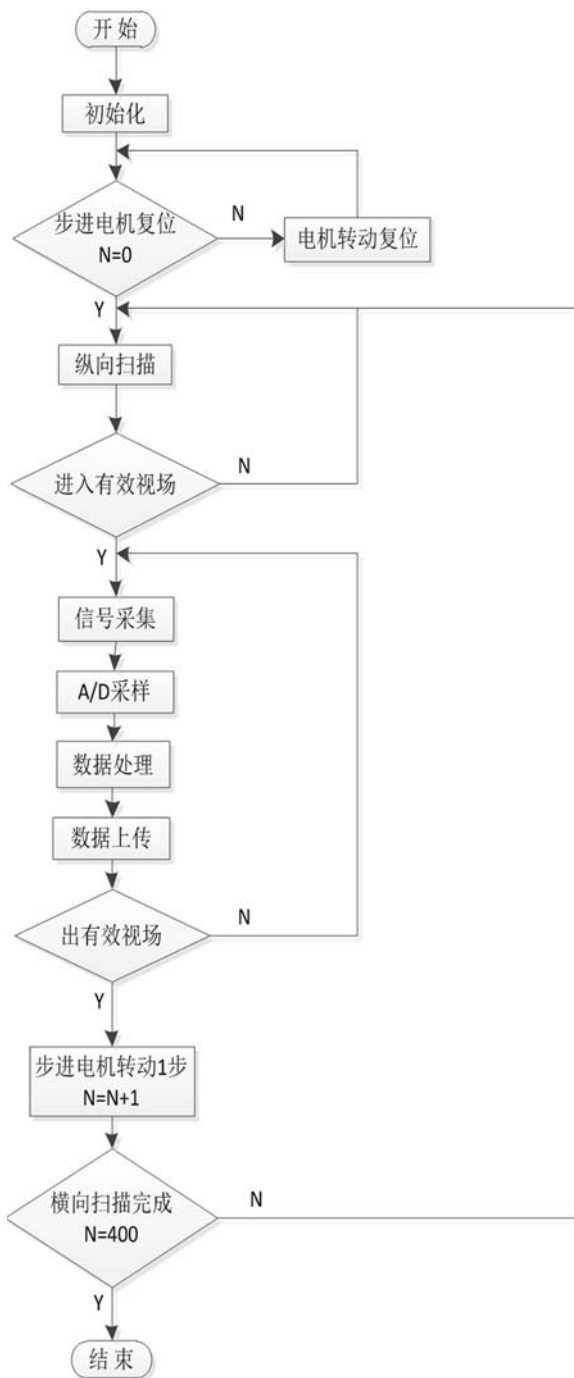 开 始
初始化
步进电机复位
N=0
N
电机转动复位
Y
纵向扫描
进入有效视场
N
Y
信号采集
A/D采样
数据处理
数据上传
出有效视场
N
Y
步进电机转动1步
N=N+1
横向扫描完成
N=400
N
Y
结 束